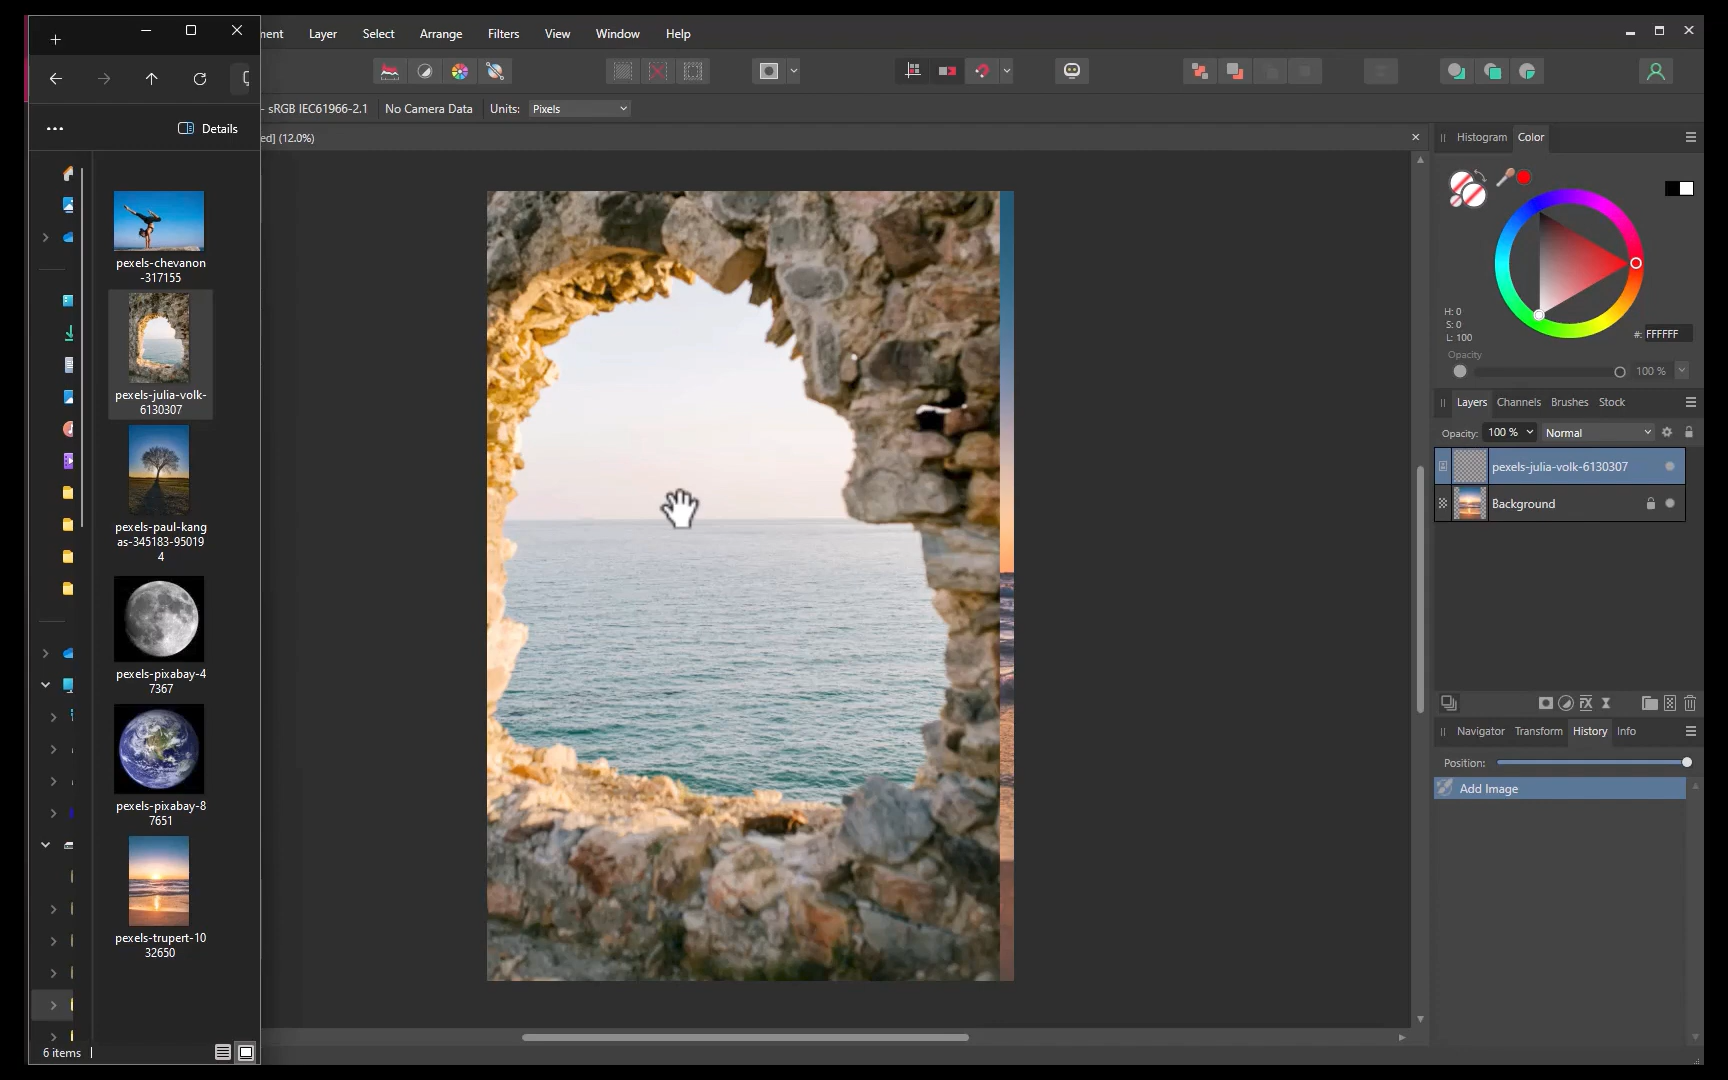 Layer
Select
Arrange
Filters
View
Window
Help
Details
- sRGB IEC61966-2.1
No Camera Data
Units:
Pixels
ed] (12.0%)
Histogram
Color
H: 0
S: 0
L: 100
#: FFFFFF
Opacity
100 %
Layers
Channels
Brushes
Stock
Opacity:
100 %
Normal
pexels-julia-volk-6130307
Background
Navigator
Transform
History
Info
Position:
Add Image
pexels-chevanon
-317155
pexels-julia-volk-
6130307
pexels-paul-kang
as-345183-95019
4
pexels-pixabay-4
7367
pexels-pixabay-8
7651
pexels-trupert-10
32650
6 items